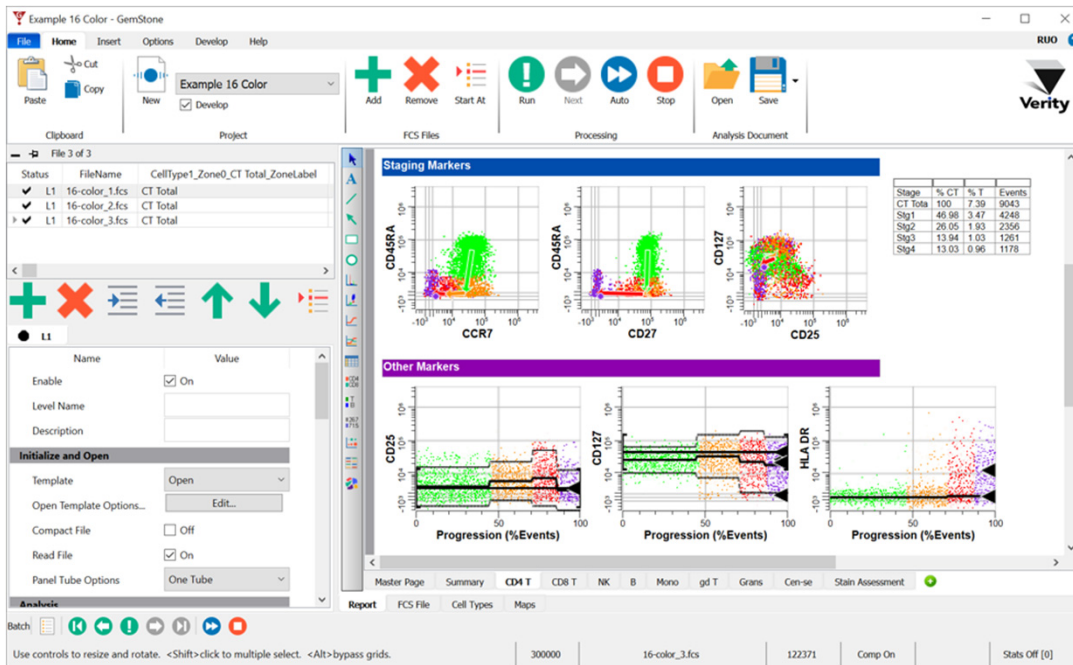 Example 16 Color - GemStone
File Home Insert Options Develop Help RUO
Paste Cut Copy
Clipboard
New Example 16 Color
Develop
Project
Add Remove Start At
FCS Files
Run Next Auto Stop
Processing
Open Save
Analysis Document
Verity
File 3 of 3
Status FileName CellType1_Zone0_CT Total_ZoneLabel
L1 16-color_1.fcs CT Total
L1 16-color_2.fcs CT Total
L1 16-color_3.fcs CT Total
L1
Name Value
Enable On
Level Name
Description
Initialize and Open
Template Open
Open Template Options... Edit...
Compact File Off
Read File On
Panel Tube Options One Tube
Analysis
Staging Markers
CD45RA
CCR7
CD45RA
CD27
CD127
CD25
Stage % CT % T Events
CT Tota 100 7.39 9043
Stg1 46.98 3.47 4248
Stg2 26.05 1.93 2356
Stg3 13.94 1.03 1261
Stg4 13.03 0.96 1178
Other Markers
CD25
0 50 100
Progression (%Events)
CD127
0 50 100
Progression (%Events)
HLA DR
0 50 100
Progression (%Events)
Master Page Summary CD4 T CD8 T NK B Mono gd T Grans Cen-se Stain Assessment
Report FCS File Cell Types Maps
Batch
Use controls to resize and rotate. <Shift>click to multiple select. <Alt>bypass grids. 300000 16-color_3.fcs 122371 Comp On Stats Off [0]